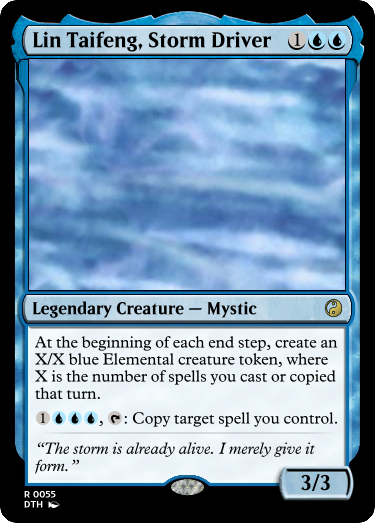 Lin Taifeng, Storm Driver 1
Legendary Creature — Mystic
At the beginning of each end step, create an
X/X blue Elemental creature token, where
X is the number of spells you cast or copied
that turn.
1, : Copy target spell you control.
“The storm is already alive. I merely give it
form.”
3/3
R 0055
DTH